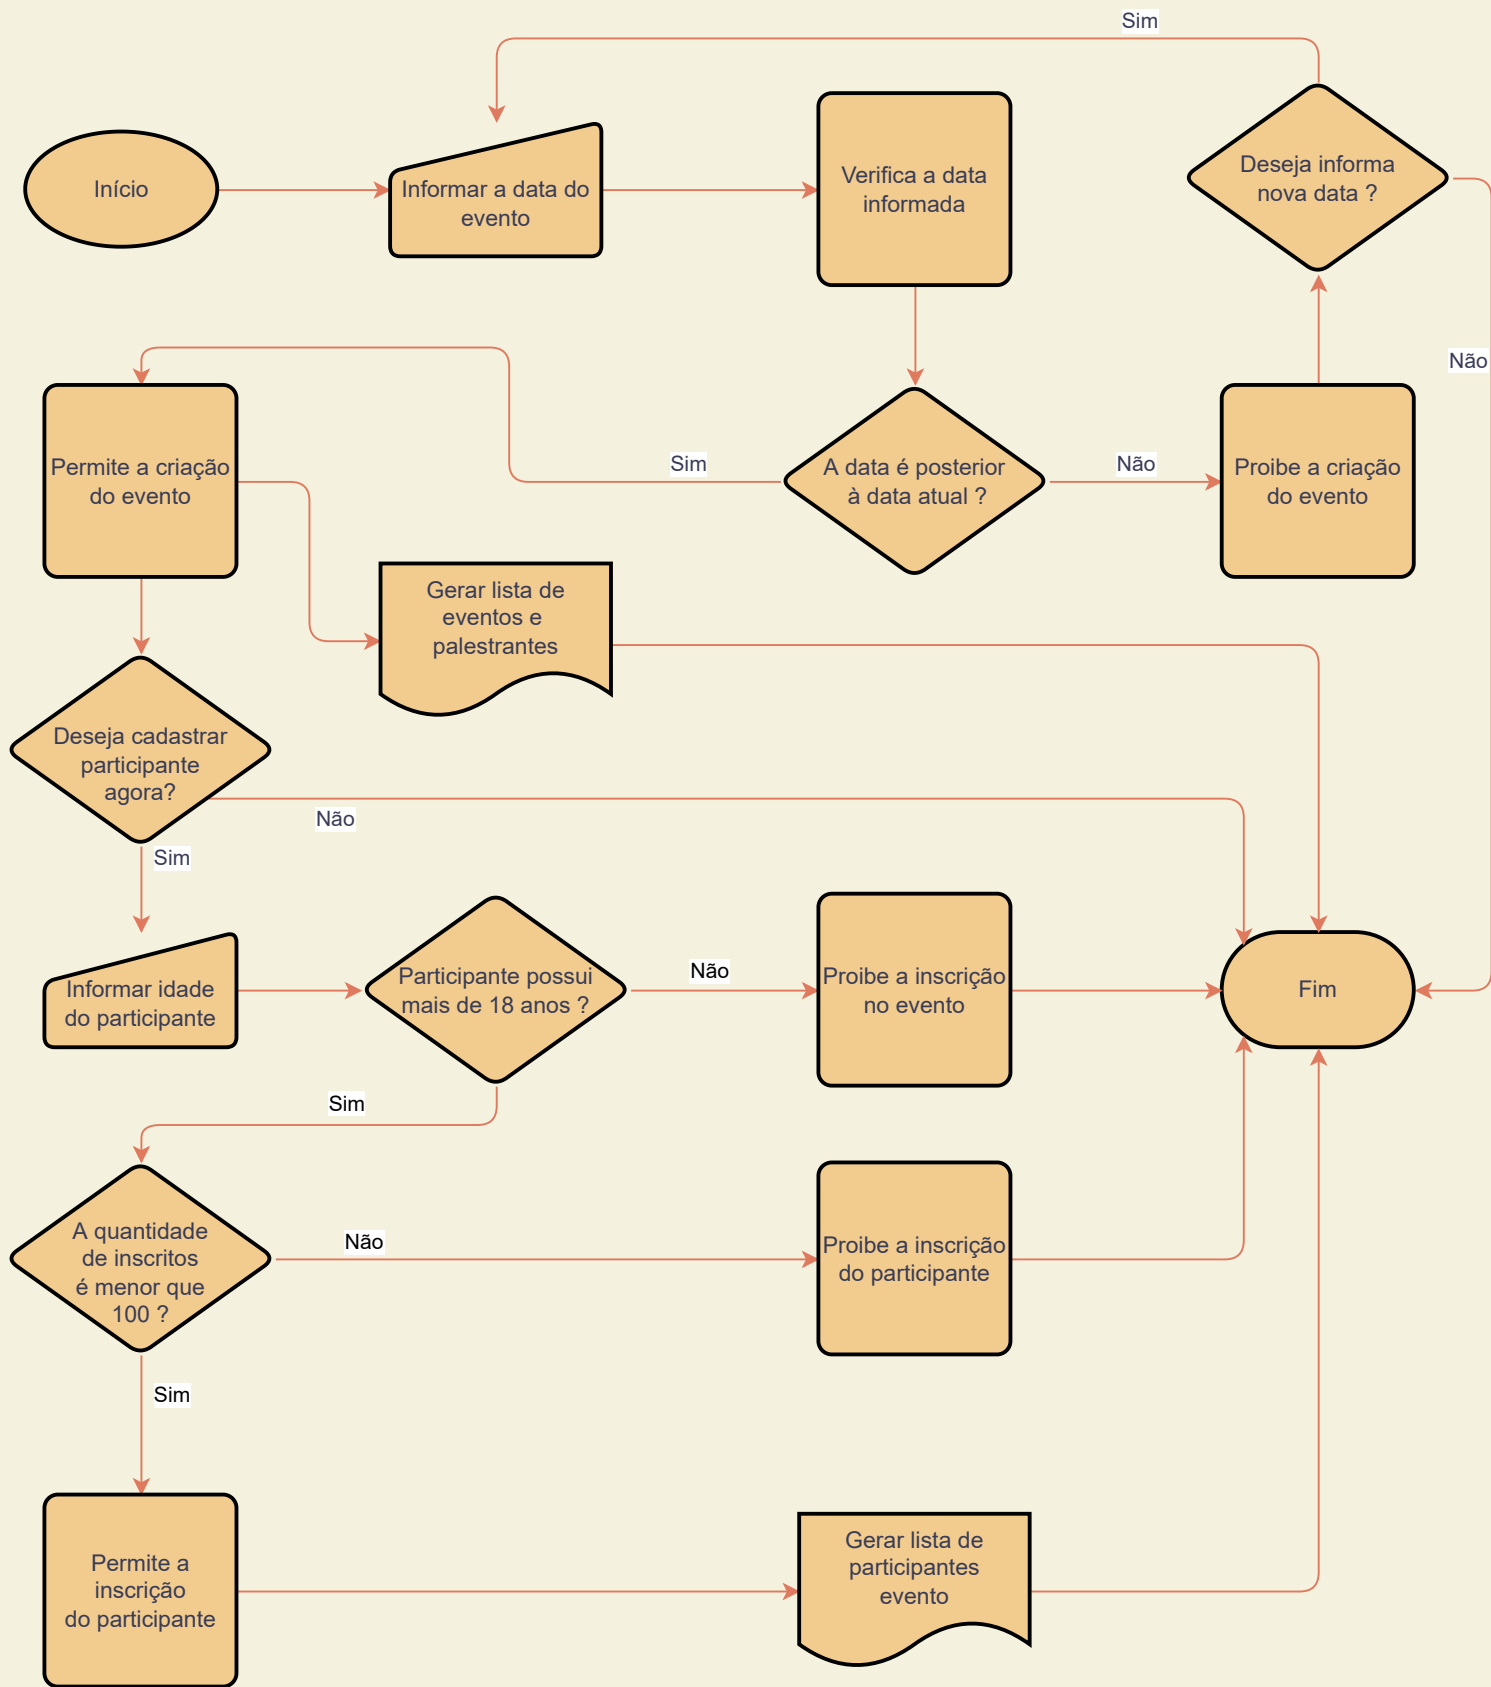 Sim
Início
Informar a data do
evento
Verifica a data
informada
Deseja informa
nova data ?
Não
Permite a criação
do evento
Sim
A data é posterior
à data atual ?
Não
Proibe a criação
do evento
Gerar lista de
eventos e
palestrantes
Deseja cadastrar
participante
agora?
Não
Sim
Informar idade
do participante
Participante possui
mais de 18 anos ?
Não
Proibe a inscrição
no evento
Fim
Sim
A quantidade
de inscritos
é menor que
100 ?
Não
Proibe a inscrição
do participante
Sim
Permite a
inscrição
do participante
Gerar lista de
participantes
evento